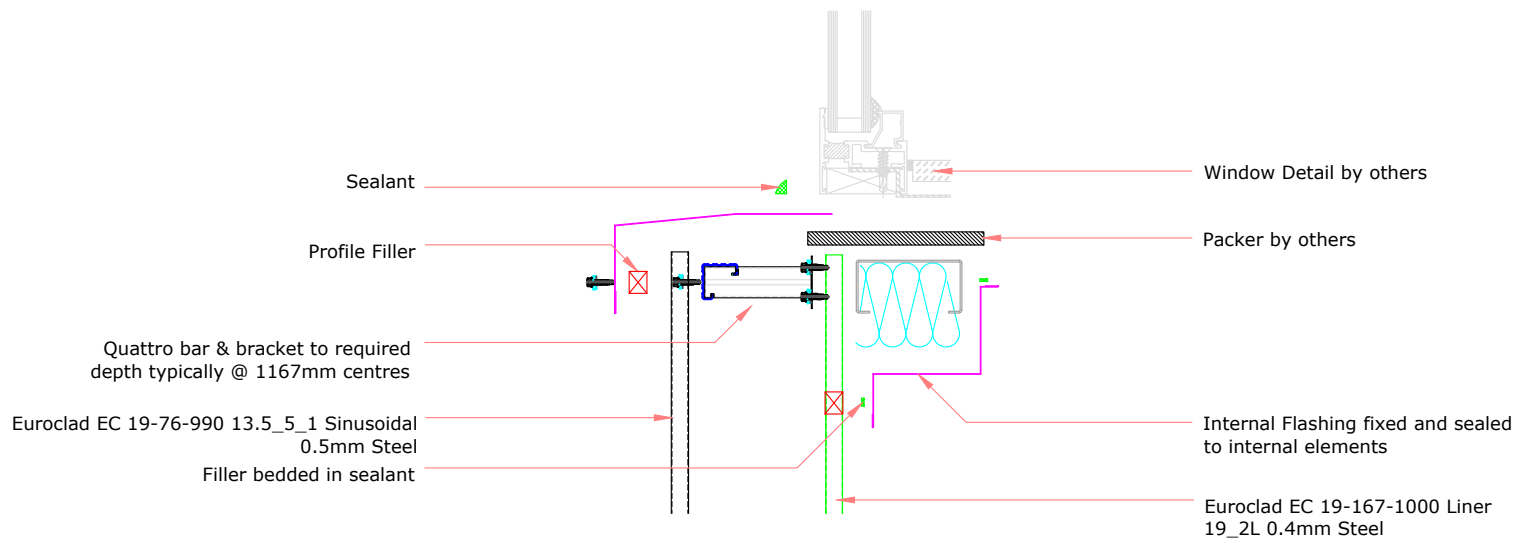 Sealant
Window Detail by others
Profile Filler
Packer by others
Quattro bar & bracket to required
depth typically @ 1167mm centres
Euroclad EC 19-76-990 13.5_5_1 Sinusoidal
0.5mm Steel
Filler bedded in sealant
Internal Flashing fixed and sealed
to internal elements
Euroclad EC 19-167-1000 Liner
19_2L 0.4mm Steel